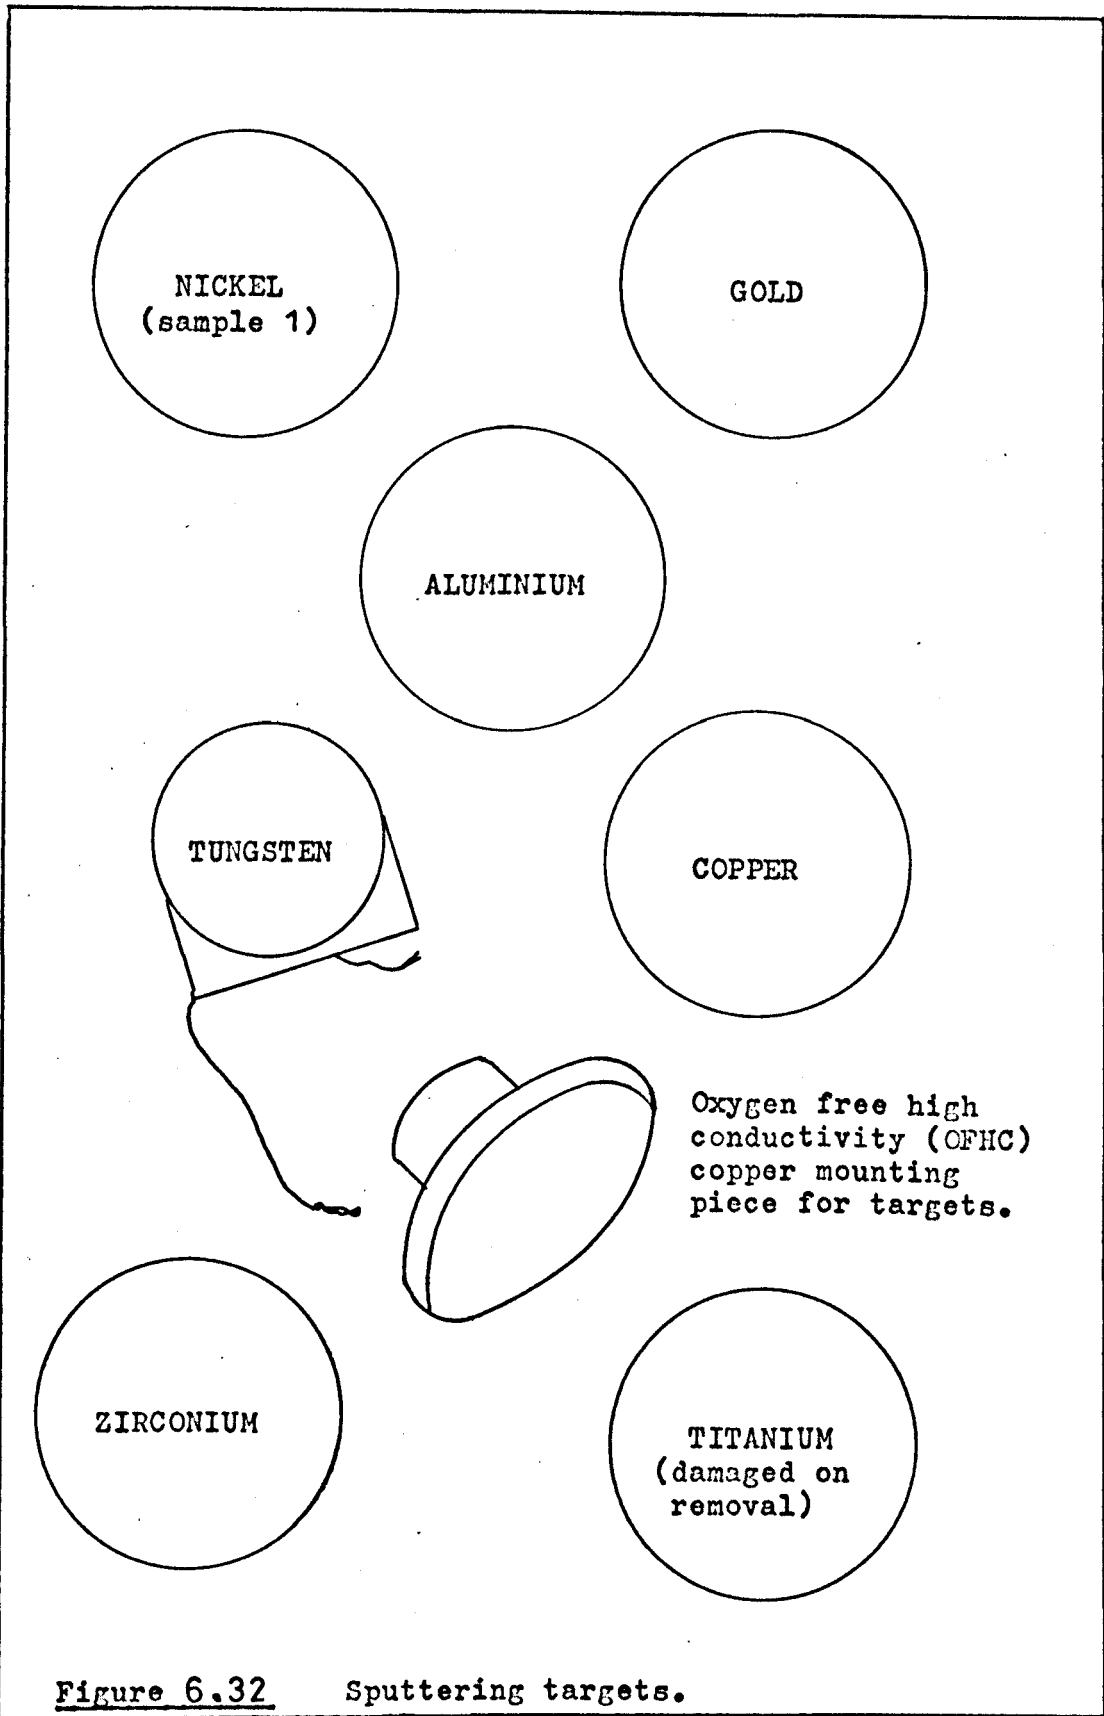 NICKEL
(sample 1)
GOLD
ALUMINIUM
TUNGSTEN
COPPER
Oxygen free high
conductivity (OFHC)
copper mounting
piece for targets.
ZIRCONIUM
TITANIUM
(damaged on
removal)
Figure 6.32 Sputtering targets.